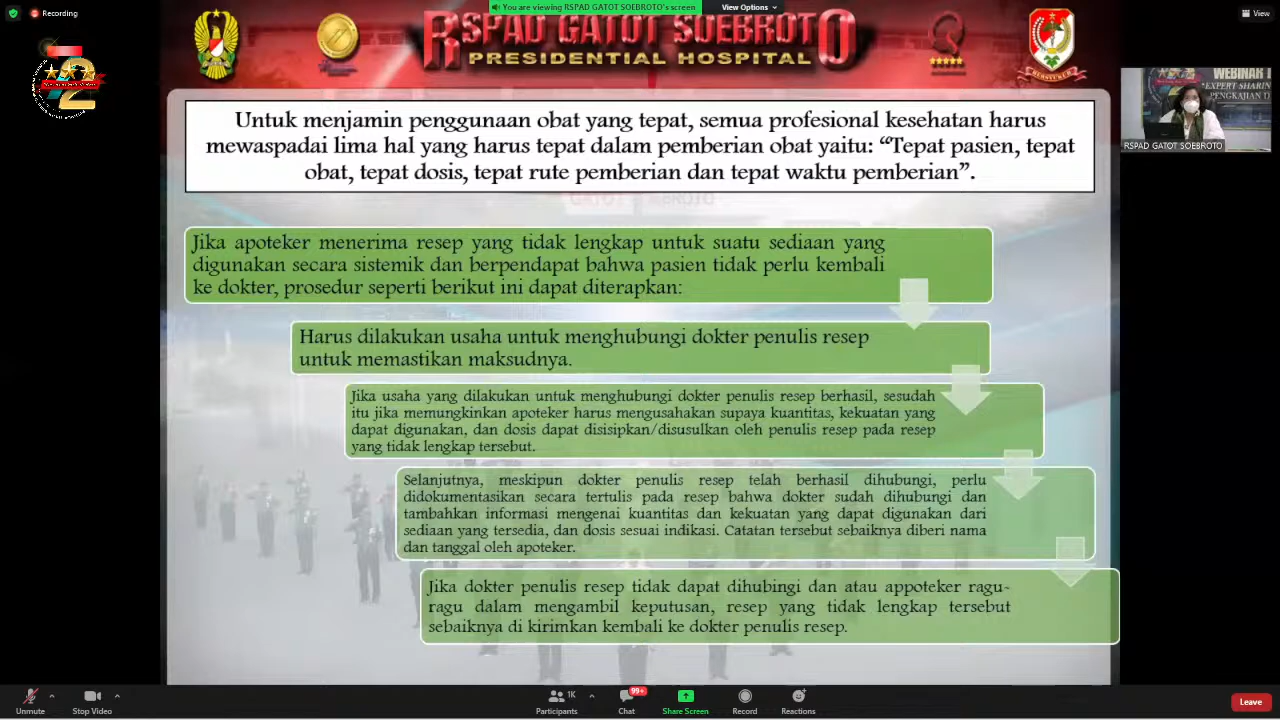 Recording
You are viewing RSPAD GATOT SOEBROTO's screen
View Options
View
RSPAD GATOT SOEBROTO
PRESIDENTIAL HOSPITAL
WEBINAR
EXPERT-SHARIN
PENGKAJIAN
RSPAD GATOT SOEBROTO
Untuk menjamin penggunaan obat yang tepat, semua profesional kesehatan harus
mewaspadai lima hal yang harus tepat dalam pemberian obat yaitu: “Tepat pasien, tepat
obat, tepat dosis, tepat rute pemberian dan tepat waktu pemberian”.
GATOT SOEBROTO
Jika apoteker menerima resep yang tidak lengkap untuk suatu sediaan yang
digunakan secara sistemik dan berpendapat bahwa pasien tidak perlu kembali
ke dokter, prosedur seperti berikut ini dapat diterapkan:
Harus dilakukan usaha untuk menghubungi dokter penulis resep
untuk memastikan maksudnya.
Jika usaha yang dilakukan untuk menghubungi dokter penulis resep berhasil, sesudah
itu jika memungkinkan apoteker harus mengusahakan supaya kuantitas, kekuatan yang
dapat digunakan, dan dosis dapat disisipkan/disusulkan oleh penulis resep pada resep
yang tidak lengkap tersebut.
Selanjutnya, meskipun dokter penulis resep telah berhasil dihubungi, perlu
didokumentasikan secara tertulis pada resep bahwa dokter sudah dihubungi dan
tambahkan informasi mengenai kuantitas dan kekuatan yang dapat digunakan dari
sediaan yang tersedia, dan dosis sesuai indikasi. Catatan tersebut sebaiknya diberi nama
dan tanggal oleh apoteker.
Jika dokter penulis resep tidak dapat dihubingi dan atau appoteker ragu-
ragu dalam mengambil keputusan, resep yang tidak lengkap tersebut
sebaiknya di kirimkan kembali ke dokter penulis resep.
Unmute
Stop Video
1K
Participants
99+
Chat
Share Screen
Record
Reactions
Leave